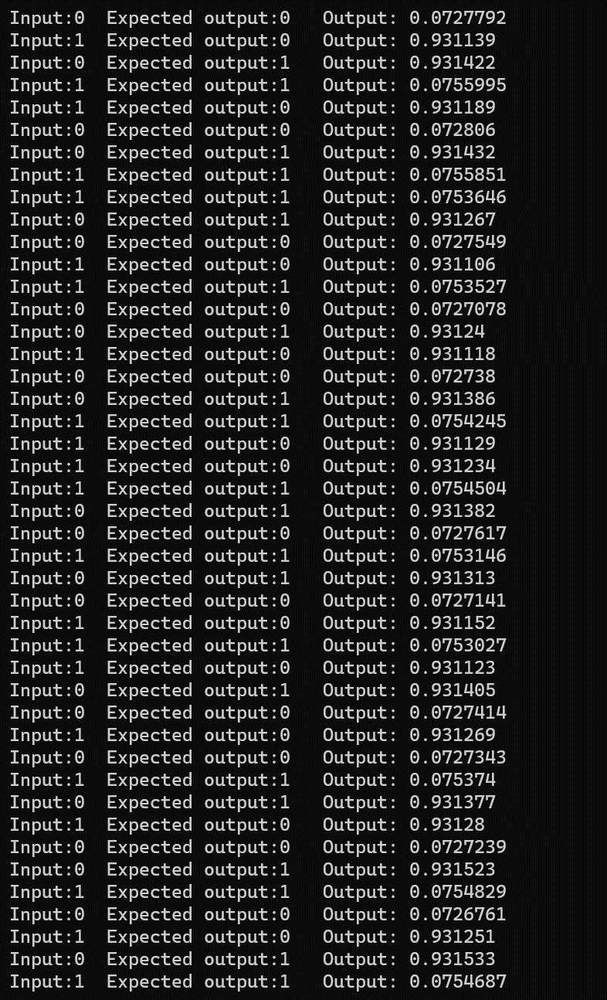 Input:0  Expected output:0   Output: 0.0727792
Input:1  Expected output:0   Output: 0.931139
Input:0  Expected output:1   Output: 0.931422
Input:1  Expected output:1   Output: 0.0755995
Input:1  Expected output:0   Output: 0.931189
Input:0  Expected output:0   Output: 0.072806
Input:0  Expected output:1   Output: 0.931432
Input:1  Expected output:1   Output: 0.0755851
Input:1  Expected output:1   Output: 0.0753646
Input:0  Expected output:1   Output: 0.931267
Input:0  Expected output:0   Output: 0.0727549
Input:1  Expected output:0   Output: 0.931106
Input:1  Expected output:1   Output: 0.0753527
Input:0  Expected output:0   Output: 0.0727078
Input:0  Expected output:1   Output: 0.93124
Input:1  Expected output:0   Output: 0.931118
Input:0  Expected output:0   Output: 0.072738
Input:0  Expected output:1   Output: 0.931386
Input:1  Expected output:1   Output: 0.0754245
Input:1  Expected output:0   Output: 0.931129
Input:1  Expected output:0   Output: 0.931234
Input:1  Expected output:1   Output: 0.0754504
Input:0  Expected output:1   Output: 0.931382
Input:0  Expected output:0   Output: 0.0727617
Input:1  Expected output:1   Output: 0.0753146
Input:0  Expected output:1   Output: 0.931313
Input:0  Expected output:0   Output: 0.0727141
Input:1  Expected output:0   Output: 0.931152
Input:1  Expected output:1   Output: 0.0753027
Input:1  Expected output:0   Output: 0.931123
Input:0  Expected output:1   Output: 0.931405
Input:0  Expected output:0   Output: 0.0727414
Input:1  Expected output:0   Output: 0.931269
Input:0  Expected output:0   Output: 0.0727343
Input:1  Expected output:1   Output: 0.075374
Input:0  Expected output:1   Output: 0.931377
Input:1  Expected output:0   Output: 0.93128
Input:0  Expected output:0   Output: 0.0727239
Input:0  Expected output:1   Output: 0.931523
Input:1  Expected output:1   Output: 0.0754829
Input:0  Expected output:0   Output: 0.0726761
Input:1  Expected output:0   Output: 0.931251
Input:0  Expected output:1   Output: 0.931533
Input:1  Expected output:1   Output: 0.0754687